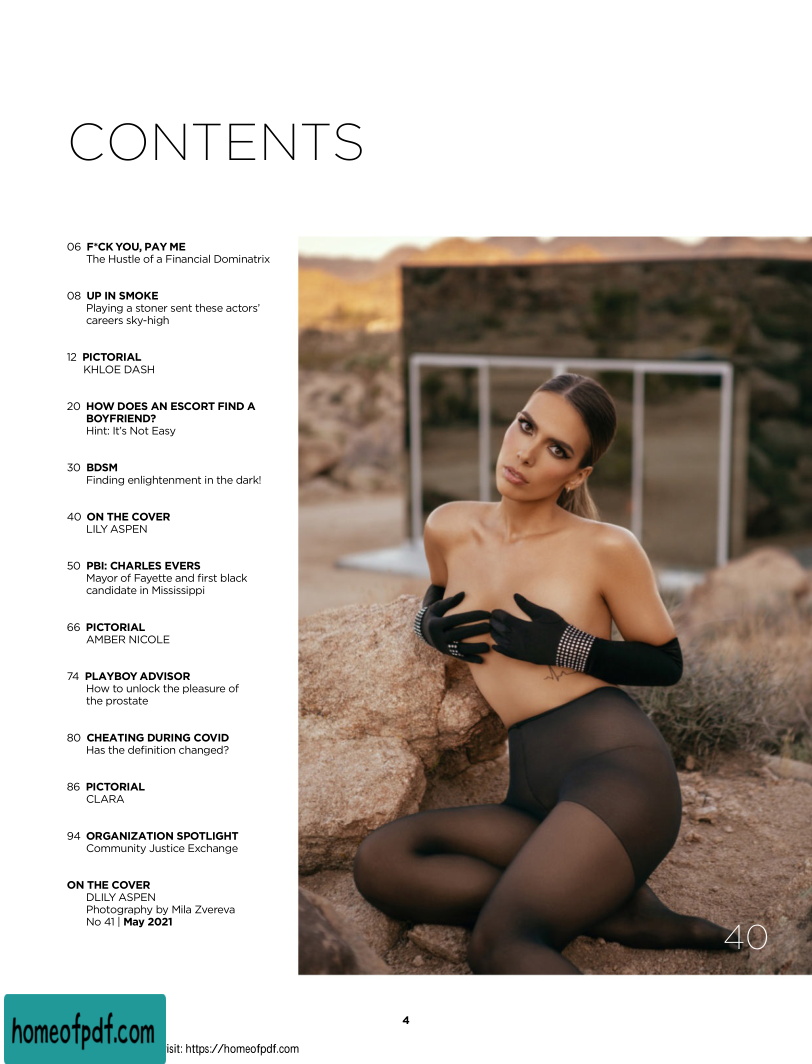 CONTENTS
06 F*CK YOU, PAY ME
The Hustle of a Financial Dominatrix
08 UP IN SMOKE
Playing a stoner sent these actors'
careers sky-high
12 PICTORIAL
KHLOE DASH
20 HOW DOES AN ESCORT FIND A
BOYFRIEND?
Hint: It's Not Easy
30 BDSM
Finding enlightenment in the dark!
40 ON THE COVER
LILY ASPEN
50 PBI: CHARLES EVERS
Mayor of Fayette and first black
candidate in Mississippi
66 PICTORIAL
AMBER NICOLE
74 PLAYBOY ADVISOR
How to unlock the pleasure of
the prostate
80 CHEATING DURING COVID
Has the definition changed?
86 PICTORIAL
CLARA
94 ORGANIZATION SPOTLIGHT
Community Justice Exchange
ON THE COVER
DLILY ASPEN
Photography by Mila Zvereva
No 41 | May 2021
40
4
homeofpdf.com
isit: https://homeofpdf.com